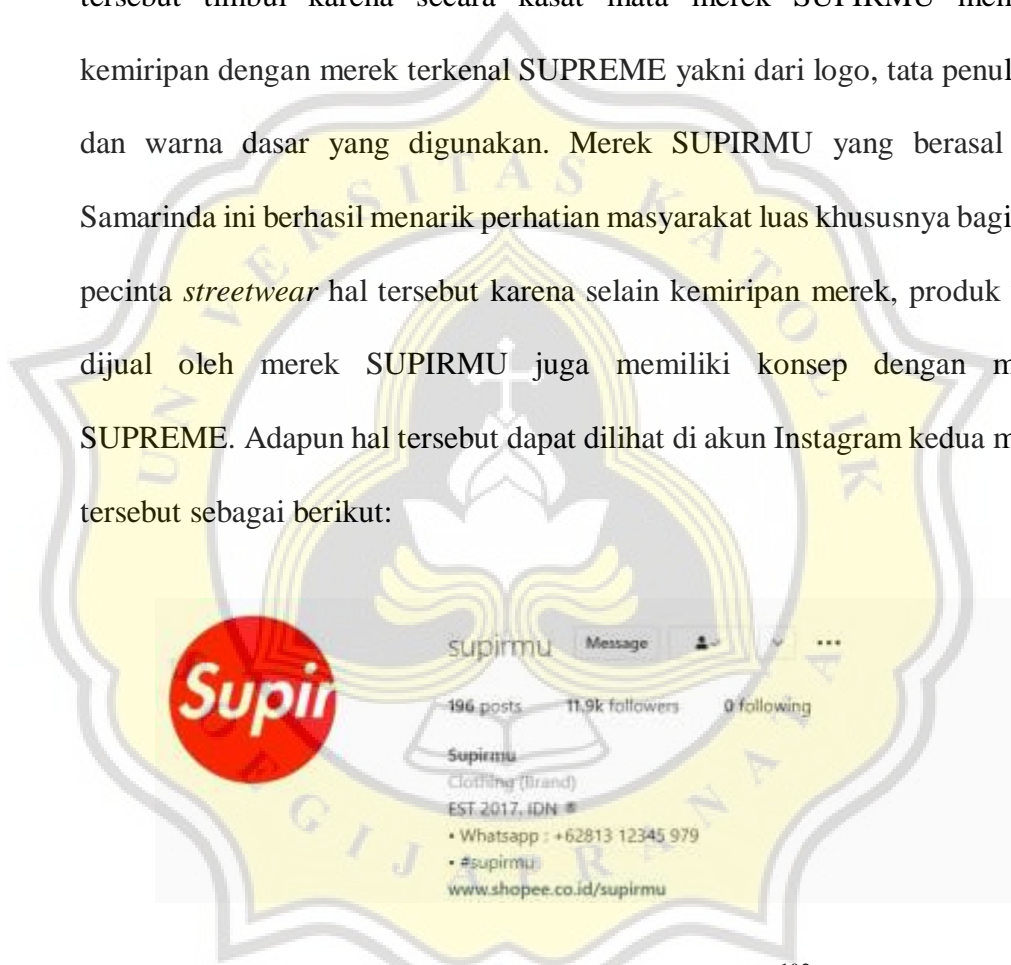 tersebut timbul karena secara kasat mata merek SUPIRMU mem
kemiripan dengan merek terkenal SUPREME yakni dari logo, tata penul
dan warna dasar yang digunakan. Merek SUPIRMU yang berasal
Samarinda ini berhasil menarik perhatian masyarakat luas khususnya bagi
pecinta streetwear hal tersebut karena selain kemiripan merek, produk
dijual oleh merek SUPIRMU juga memiliki konsep dengan m
SUPREME. Adapun hal tersebut dapat dilihat di akun Instagram kedua m
tersebut sebagai berikut:
UNIVERSITAS KATOLIK
SOEGIJAPRANATA
Supir
supirmu Message ...
196 posts 11.9k followers 0 following
Supirmu
Clothing (Brand)
EST 2017. IDN ®
• Whatsapp : +62813 12345 979
• #supirmu
www.shopee.co.id/supirmu